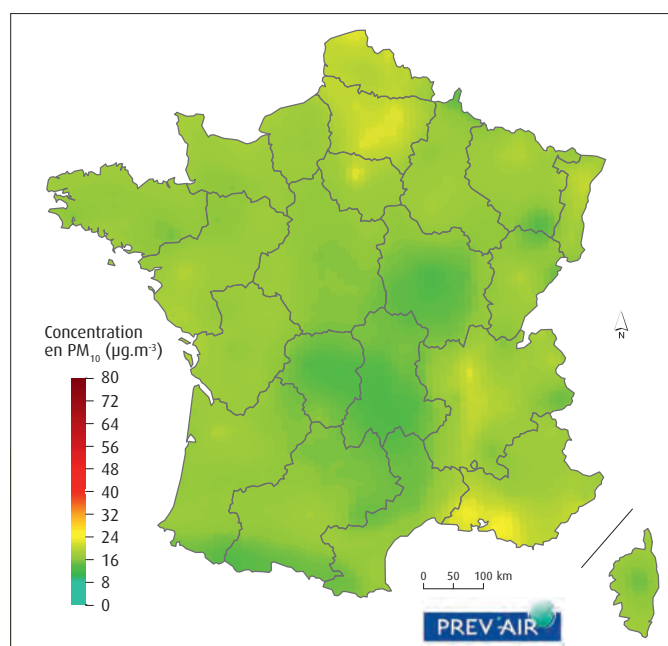 N
Concentration
en PM₁₀ (µg.m⁻³)
80
72
64
56
48
40
32
24
16
8
0
0 50 100 km
PREV'AIR